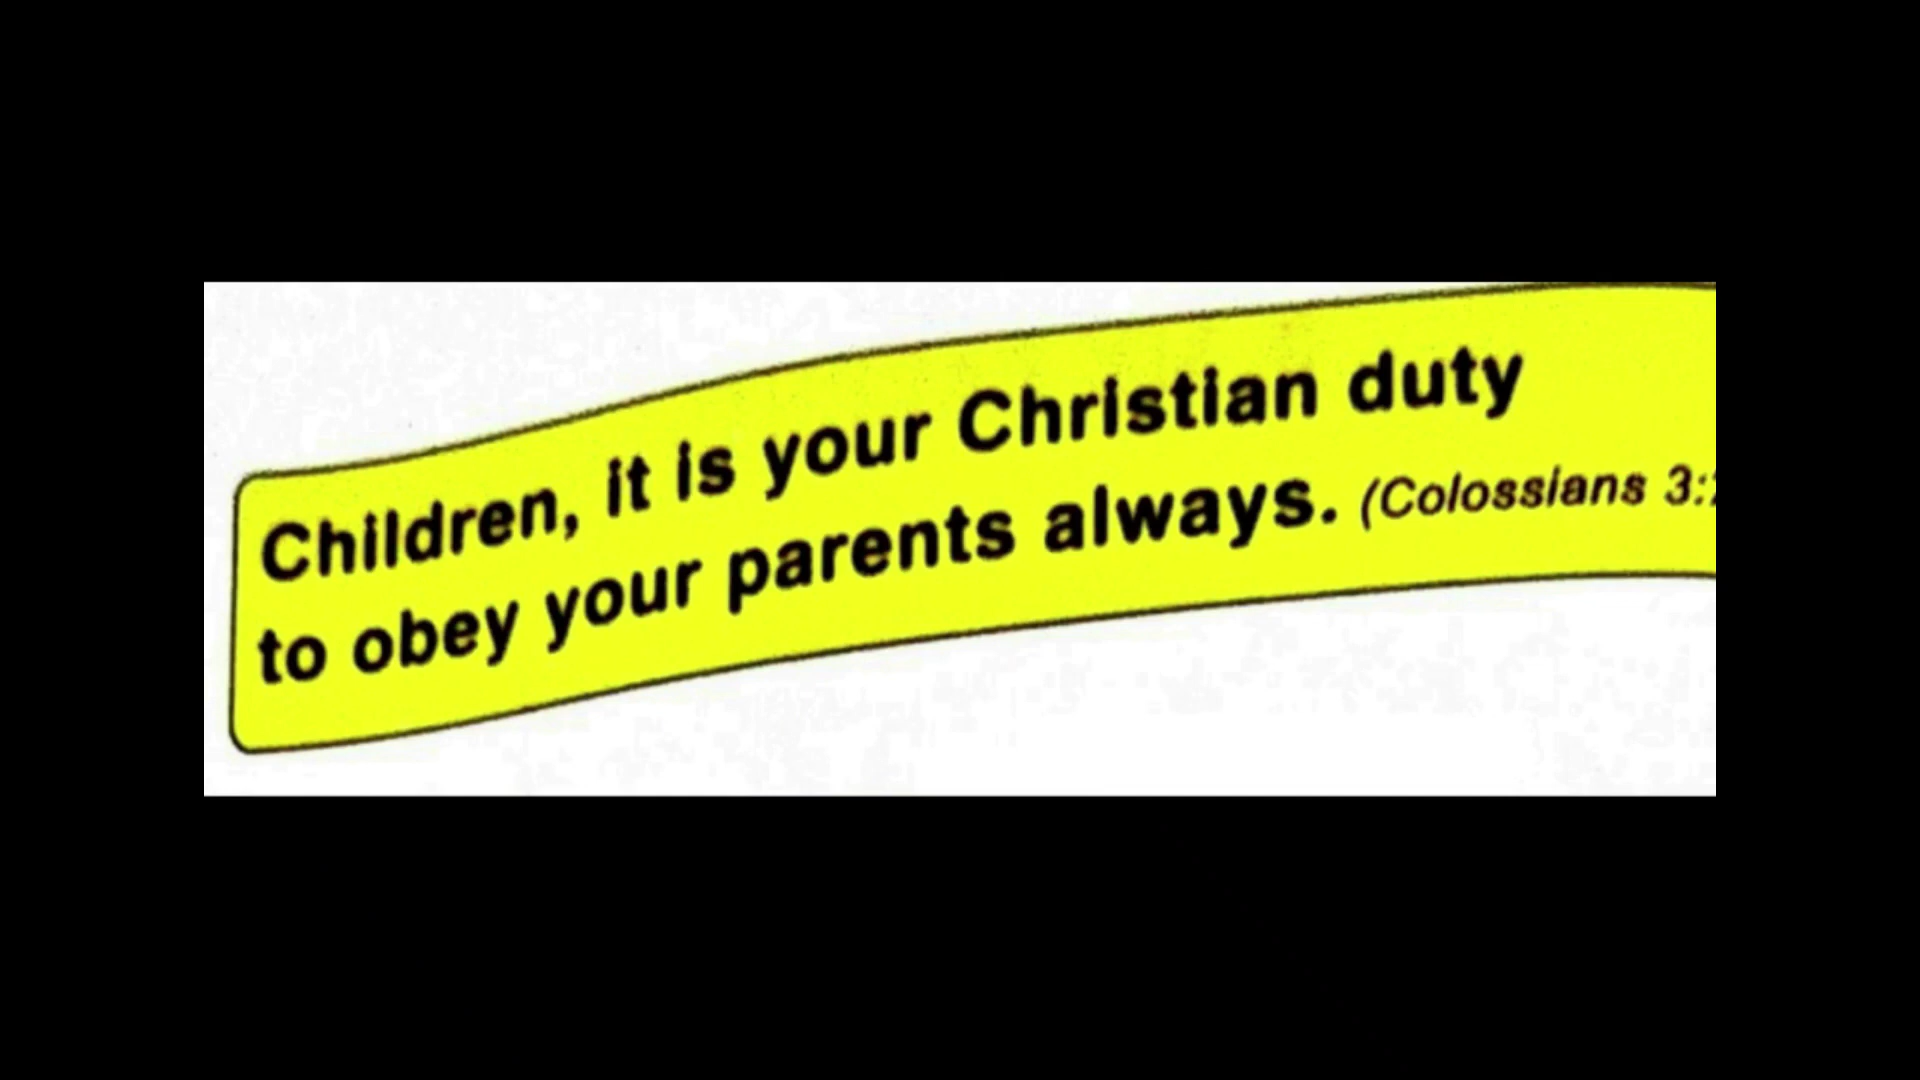 Children, it is your Christian duty
to obey your parents always. (Colossians 3: